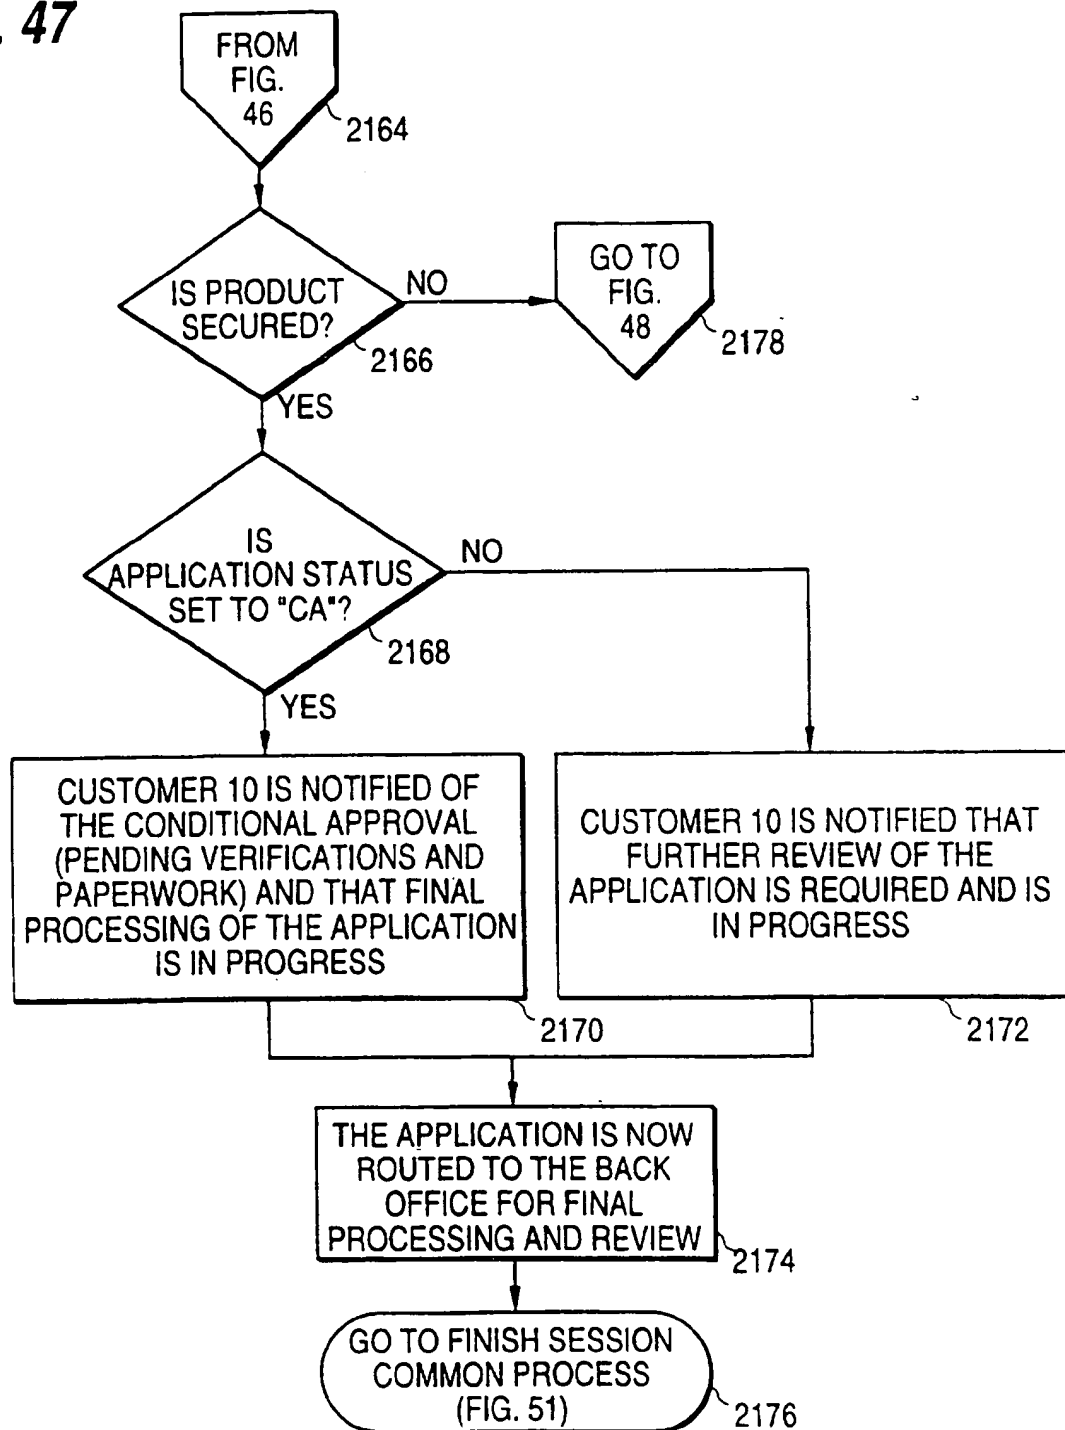 . 47
FROM
FIG.
46
2164
IS PRODUCT
SECURED?
NO
2166
GO TO
FIG.
48
2178
YES
IS
APPLICATION STATUS
SET TO "CA"?
NO
2168
YES
CUSTOMER 10 IS NOTIFIED OF
THE CONDITIONAL APPROVAL
(PENDING VERIFICATIONS AND
PAPERWORK) AND THAT FINAL
PROCESSING OF THE APPLICATION
IS IN PROGRESS
2170
CUSTOMER 10 IS NOTIFIED THAT
FURTHER REVIEW OF THE
APPLICATION IS REQUIRED AND IS
IN PROGRESS
2172
THE APPLICATION IS NOW
ROUTED TO THE BACK
OFFICE FOR FINAL
PROCESSING AND REVIEW
2174
GO TO FINISH SESSION
COMMON PROCESS
(FIG. 51)
2176